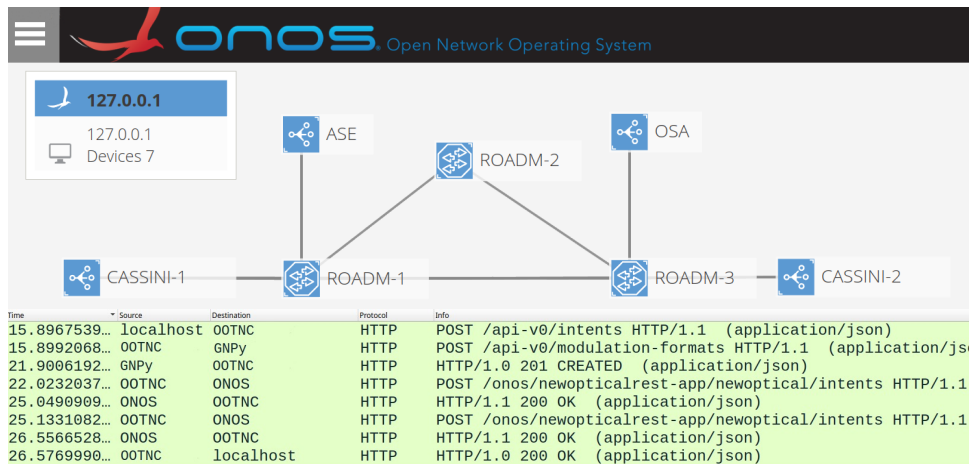 onos. Open Network Operating System
127.0.0.1
127.0.0.1
Devices 7
ASE
OSA
ROADM-2
CASSINI-1
ROADM-1
ROADM-3
CASSINI-2
Time Source Destination Protocol Info
15.8967539… localhost OOTNC HTTP POST /api-v0/intents HTTP/1.1 (application/json)
15.8992068… OOTNC GNPy HTTP POST /api-v0/modulation-formats HTTP/1.1 (application/js
21.9006192… GNPy OOTNC HTTP HTTP/1.0 201 CREATED (application/json)
22.0232037… OOTNC ONOS HTTP POST /onos/newopticalrest-app/newoptical/intents HTTP/1.1
25.0490909… ONOS OOTNC HTTP HTTP/1.1 200 OK (application/json)
25.1331082… OOTNC ONOS HTTP POST /onos/newopticalrest-app/newoptical/intents HTTP/1.1
26.5566528… ONOS OOTNC HTTP HTTP/1.1 200 OK (application/json)
26.5769990… OOTNC localhost HTTP HTTP/1.0 200 OK (application/json)